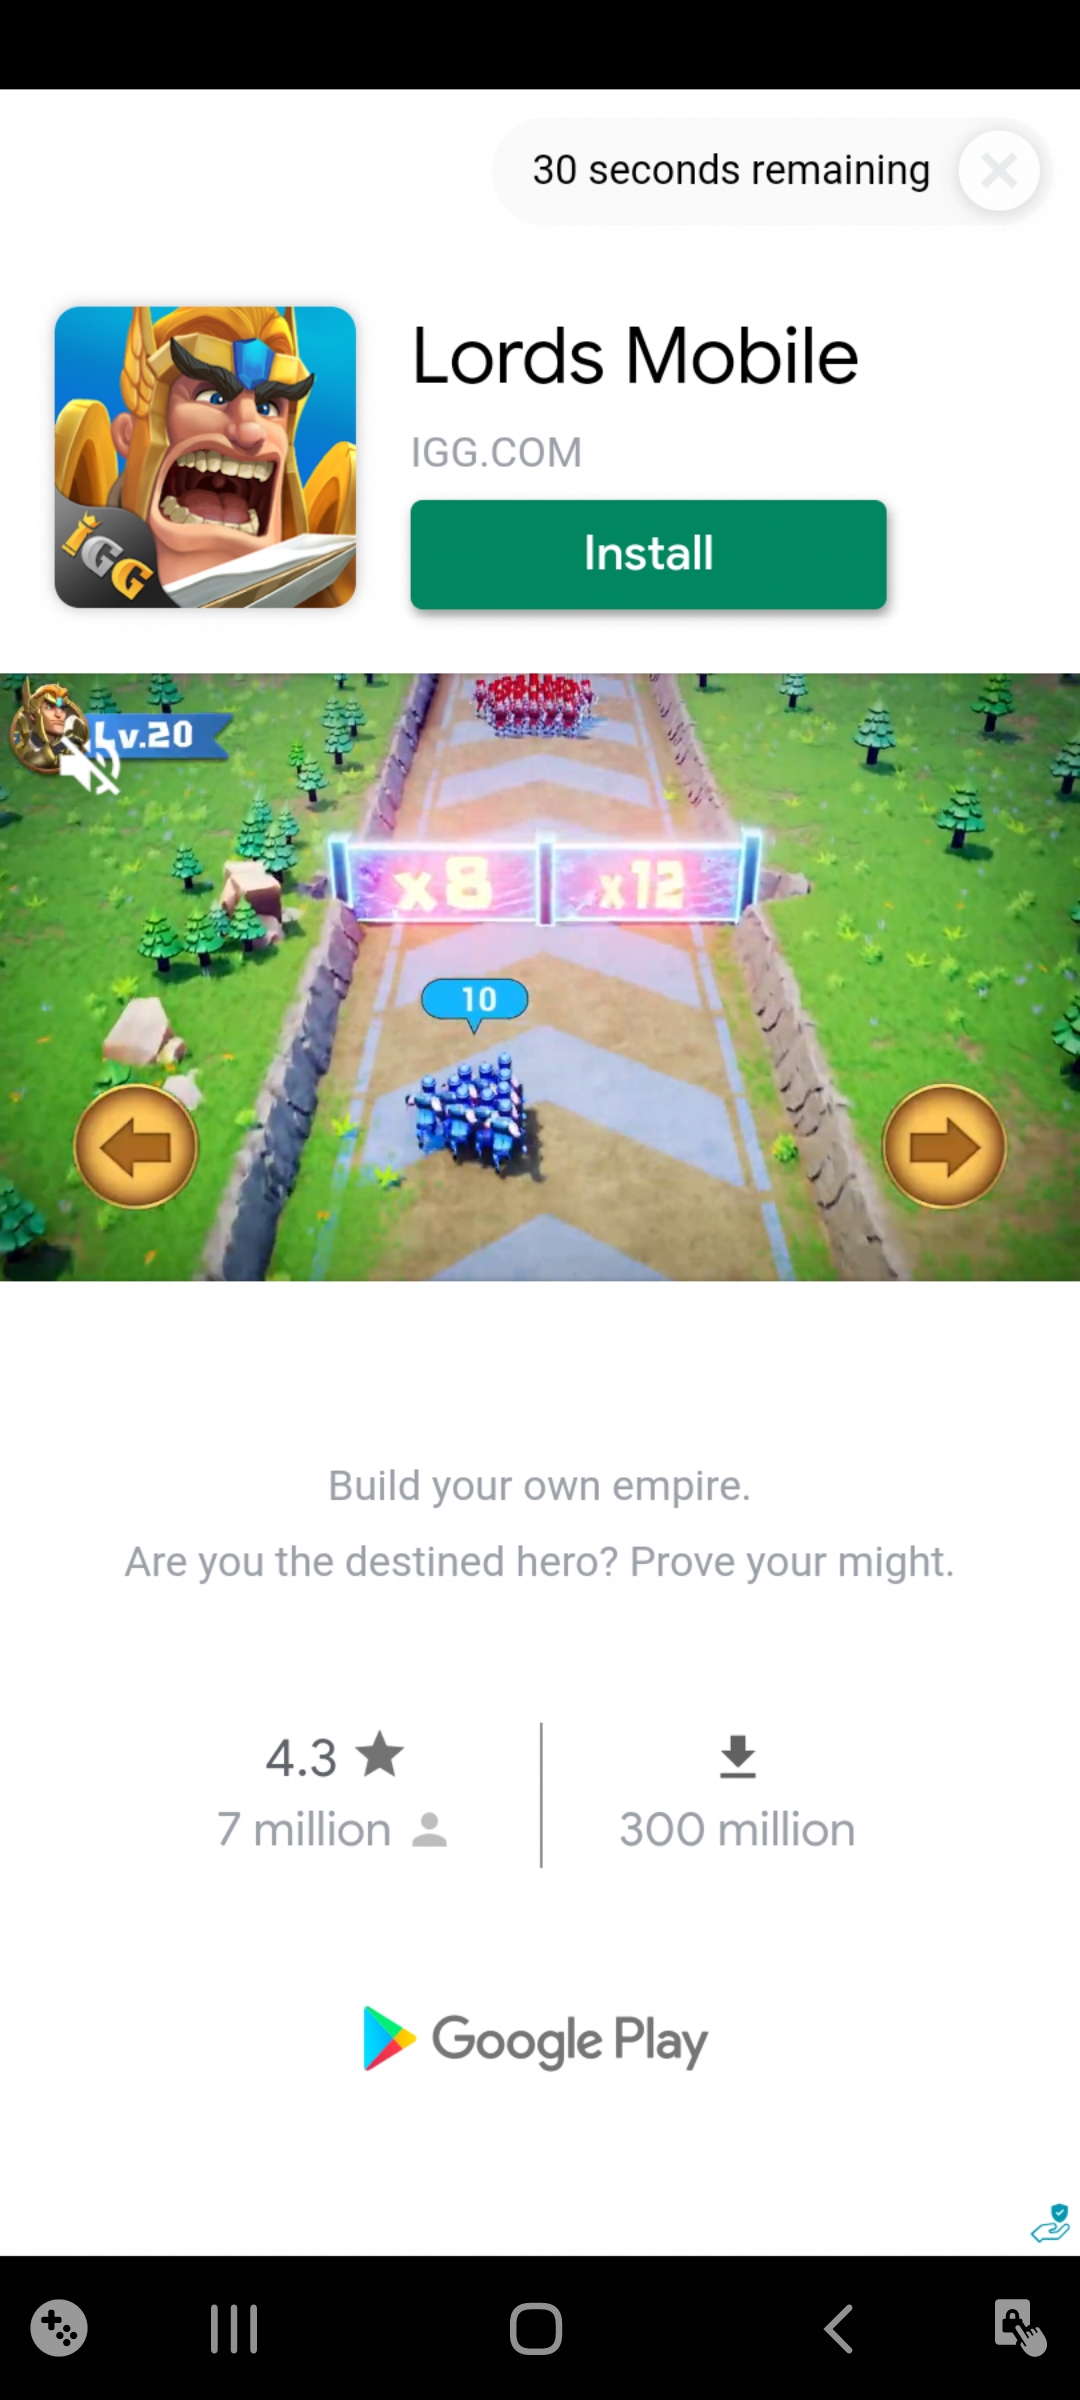 30 seconds remaining
Lords Mobile
IGG.COM
Install
IGG
Lv.20
x8
x12
10
Build your own empire.
Are you the destined hero? Prove your might.
4.3
7 million
300 million
Google Play